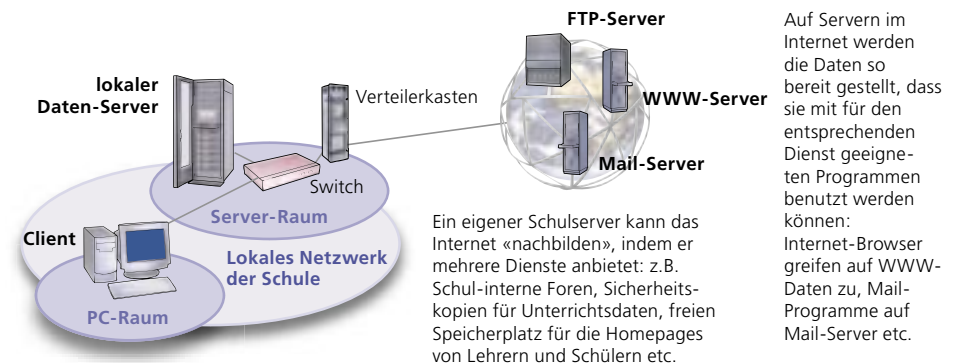 FTP-Server
lokaler
Daten-Server
Verteilerkasten
WWW-Server
Mail-Server
Switch
Server-Raum
Client
Lokales Netzwerk
der Schule
PC-Raum
Ein eigener Schulserver kann das
Internet «nachbilden», indem er
mehrere Dienste anbietet: z.B.
Schul-interne Foren, Sicherheits-
kopien für Unterrichtsdaten, freien
Speicherplatz für die Homepages
von Lehrern und Schülern etc.
Auf Servern im
Internet werden
die Daten so
bereit gestellt, dass
sie mit für den
entsprechenden
Dienst geeigne-
ten Programmen
benutzt werden
können:
Internet-Browser
greifen auf WWW-
Daten zu, Mail-
Programme auf
Mail-Server etc.